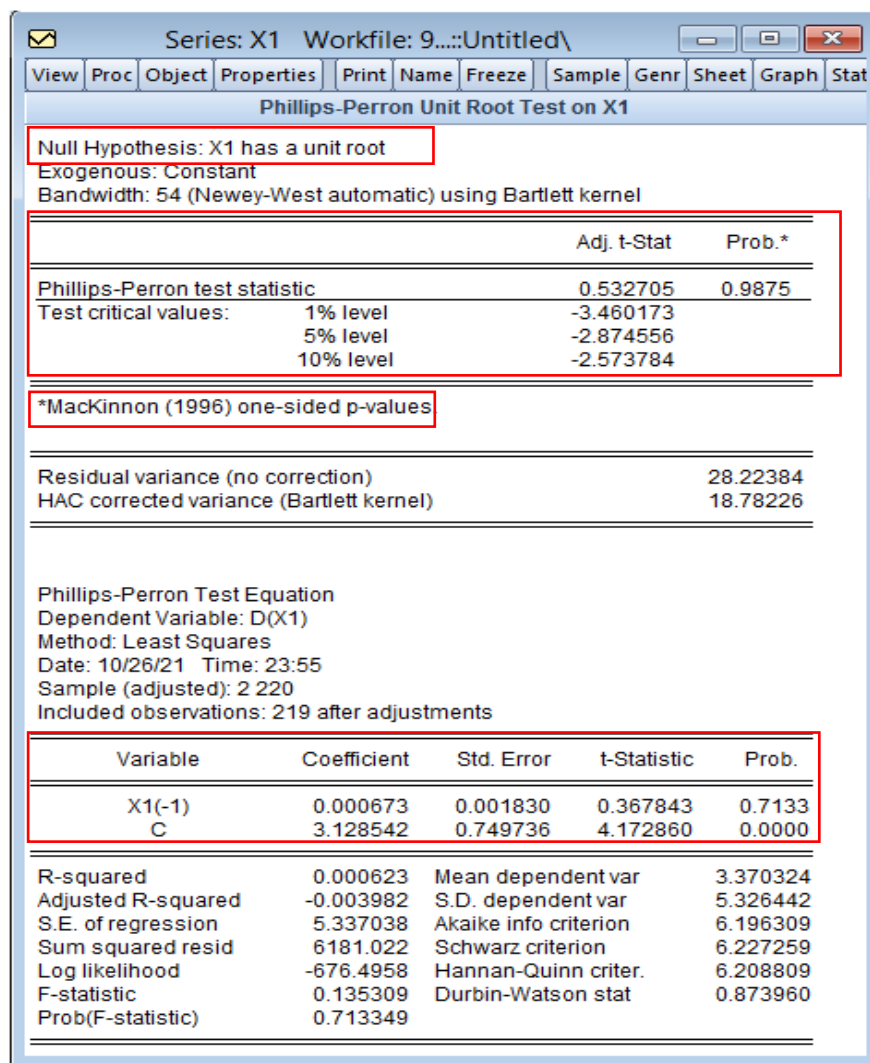 Series: X1 Workfile: 9...::Untitled\
View Proc Object Properties Print Name Freeze Sample Genr Sheet Graph Stat
Phillips-Perron Unit Root Test on X1
Null Hypothesis: X1 has a unit root
Exogenous: Constant
Bandwidth: 54 (Newey-West automatic) using Bartlett kernel
Adj. t-Stat Prob.*
Phillips-Perron test statistic 0.532705 0.9875
Test critical values: 1% level -3.460173
5% level -2.874556
10% level -2.573784
*MacKinnon (1996) one-sided p-values.
Residual variance (no correction) 28.22384
HAC corrected variance (Bartlett kernel) 18.78226
Phillips-Perron Test Equation
Dependent Variable: D(X1)
Method: Least Squares
Date: 10/26/21 Time: 23:55
Sample (adjusted): 2 220
Included observations: 219 after adjustments
Variable Coefficient Std. Error t-Statistic Prob.
X1(-1) 0.000673 0.001830 0.367843 0.7133
C 3.128542 0.749736 4.172860 0.0000
R-squared 0.000623 Mean dependent var 3.370324
Adjusted R-squared -0.003982 S.D. dependent var 5.326442
S.E. of regression 5.337038 Akaike info criterion 6.196309
Sum squared resid 6181.022 Schwarz criterion 6.227259
Log likelihood -676.4958 Hannan-Quinn criter. 6.208809
F-statistic 0.135309 Durbin-Watson stat 0.873960
Prob(F-statistic) 0.713349